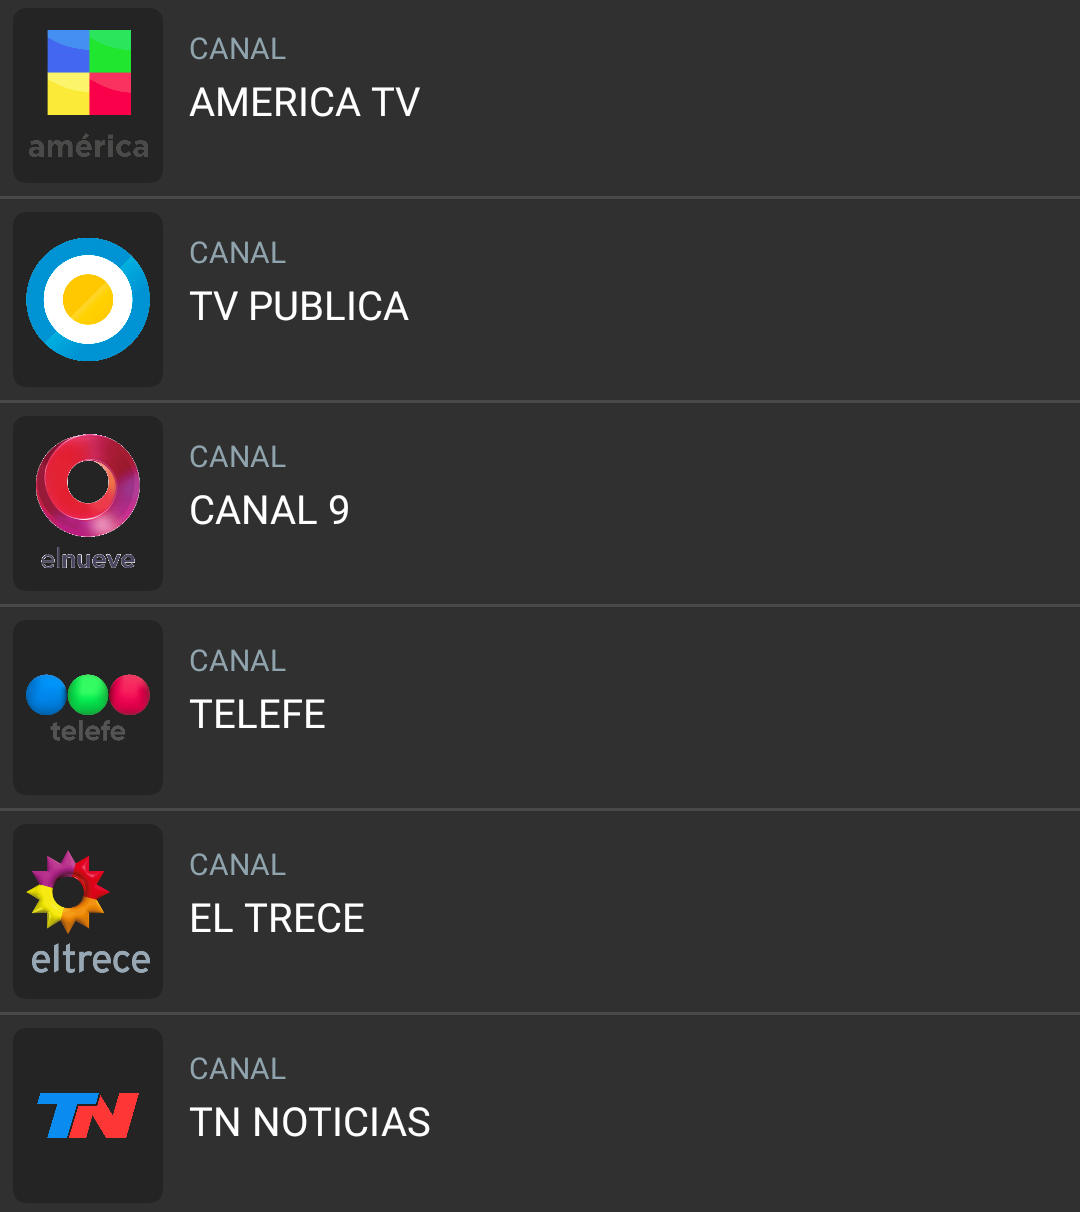 CANAL
AMERICA TV
américa
CANAL
TV PUBLICA
CANAL
CANAL 9
elnueve
CANAL
TELEFE
telefe
CANAL
EL TRECE
eltrece
CANAL
TN NOTICIAS
TN